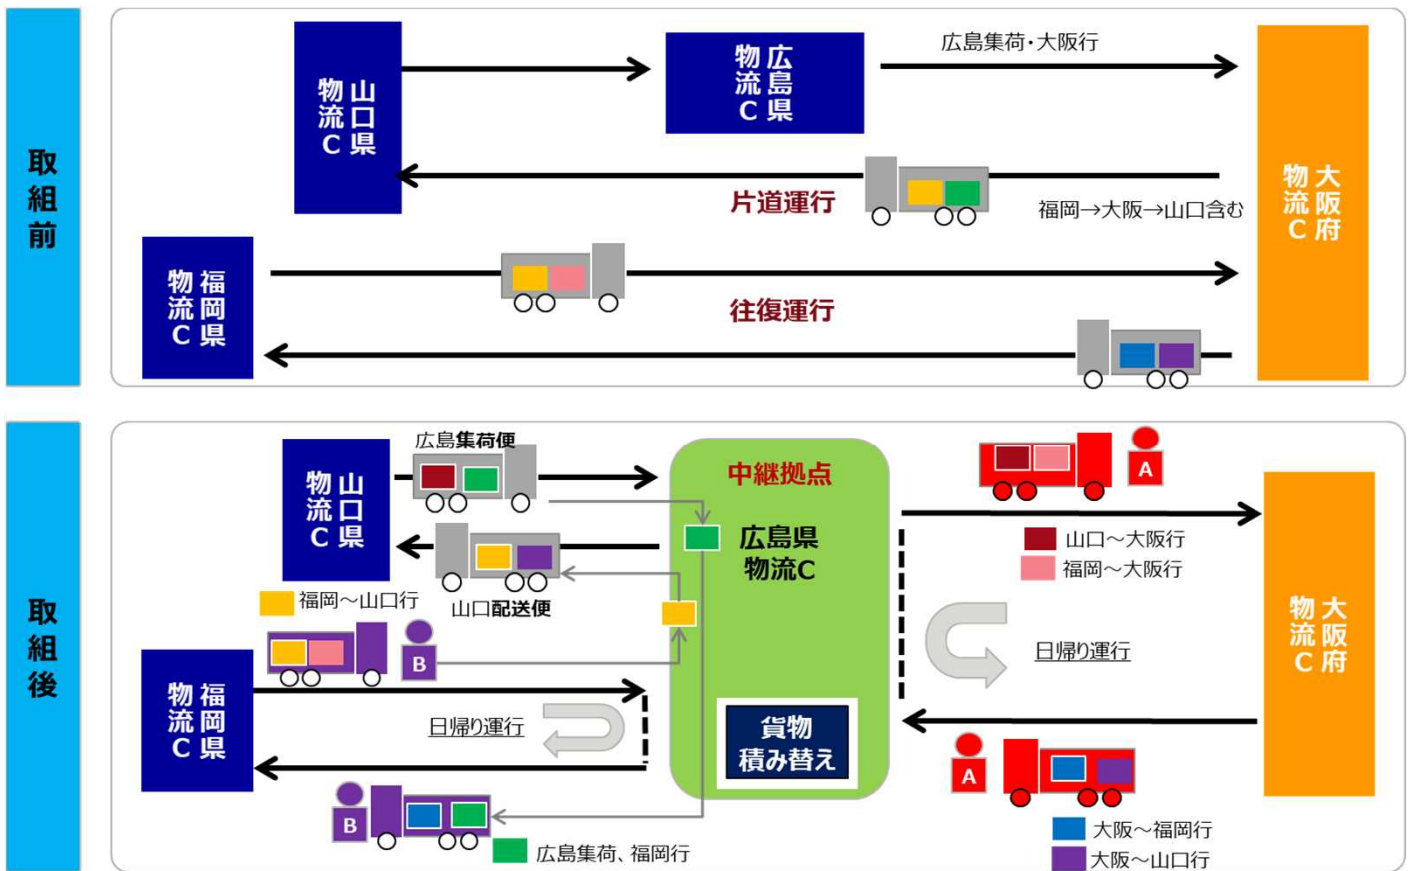 取組前
山口県
物流C
広島県
物流C
広島集荷・大阪行
大阪府
物流C
片道運行
福岡→大阪→山口含む
福岡県
物流C
往復運行
取組後
山口県
物流C
広島集荷便
中継拠点
広島県
物流C
A
山口～大阪行
福岡～大阪行
福岡～山口行
山口配送便
B
大阪府
物流C
日帰り運行
福岡県
物流C
日帰り運行
貨物
積み替え
A
B
広島集荷、福岡行
大阪～福岡行
大阪～山口行